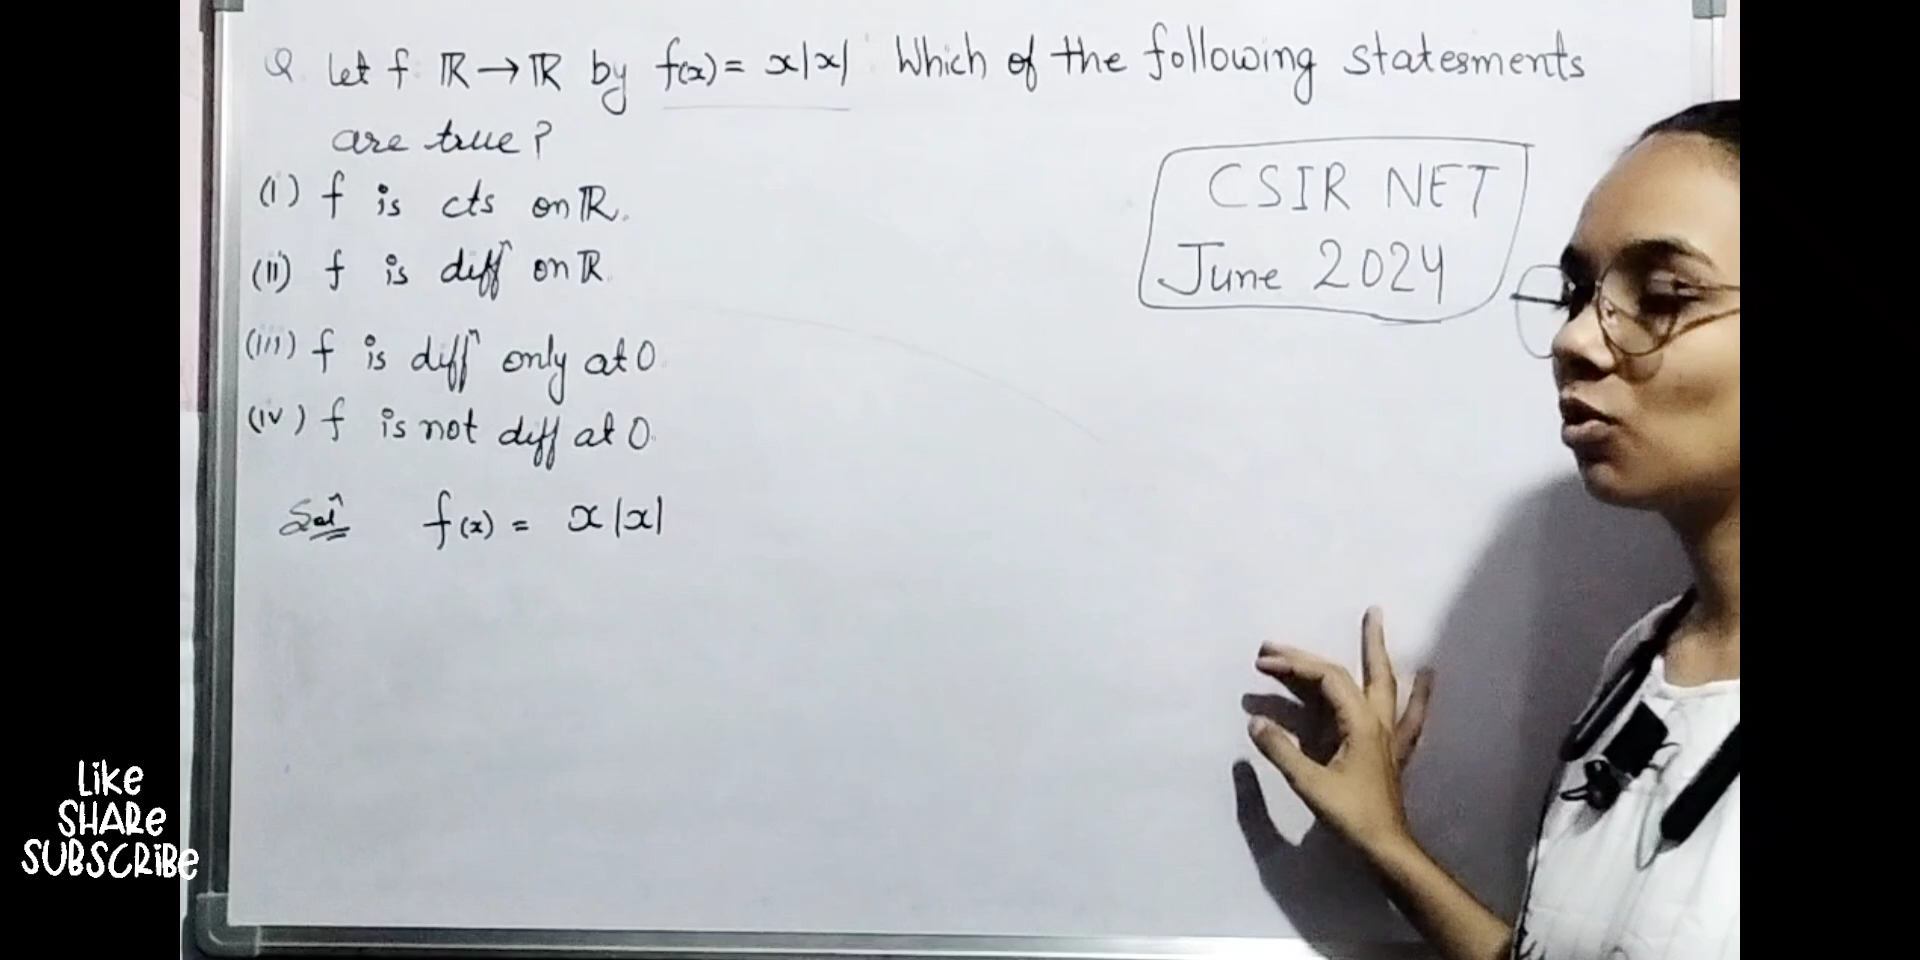 Q. Let f: ℝ→ℝ by f(x) = x|x|. Which of the following statesments
are true?
(i) f is cts on ℝ.
(ii) f is diffⁿ on ℝ.
(iii) f is diffⁿ only at 0.
(iv) f is not diff at 0.
Solⁿ f(x) = x|x|
CSIR NET
June 2024
Like
SHARe
SUBSCRiBe